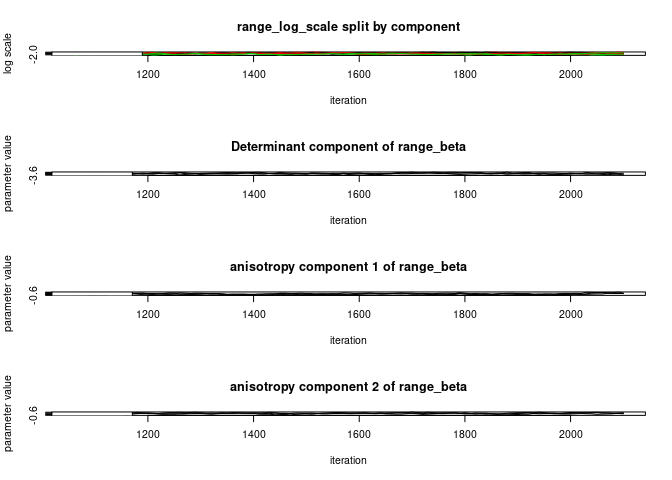 range_log_scale split by component
log scale
-2.0
1200 1400 1600 1800 2000
iteration
Determinant component of range_beta
parameter value
-3.6
1200 1400 1600 1800 2000
iteration
anisotropy component 1 of range_beta
parameter value
-0.6
1200 1400 1600 1800 2000
iteration
anisotropy component 2 of range_beta
parameter value
-0.6
1200 1400 1600 1800 2000
iteration